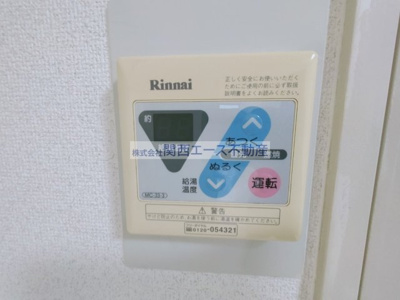 Rinnai
正しく安全にお使いいただく
ためにご使用の前に必ず取扱
説明書をよくお読みください。
約
あつく
株式会社 関西エース不動産
ぬるく
給湯
温度
運転
警告
0120-054321